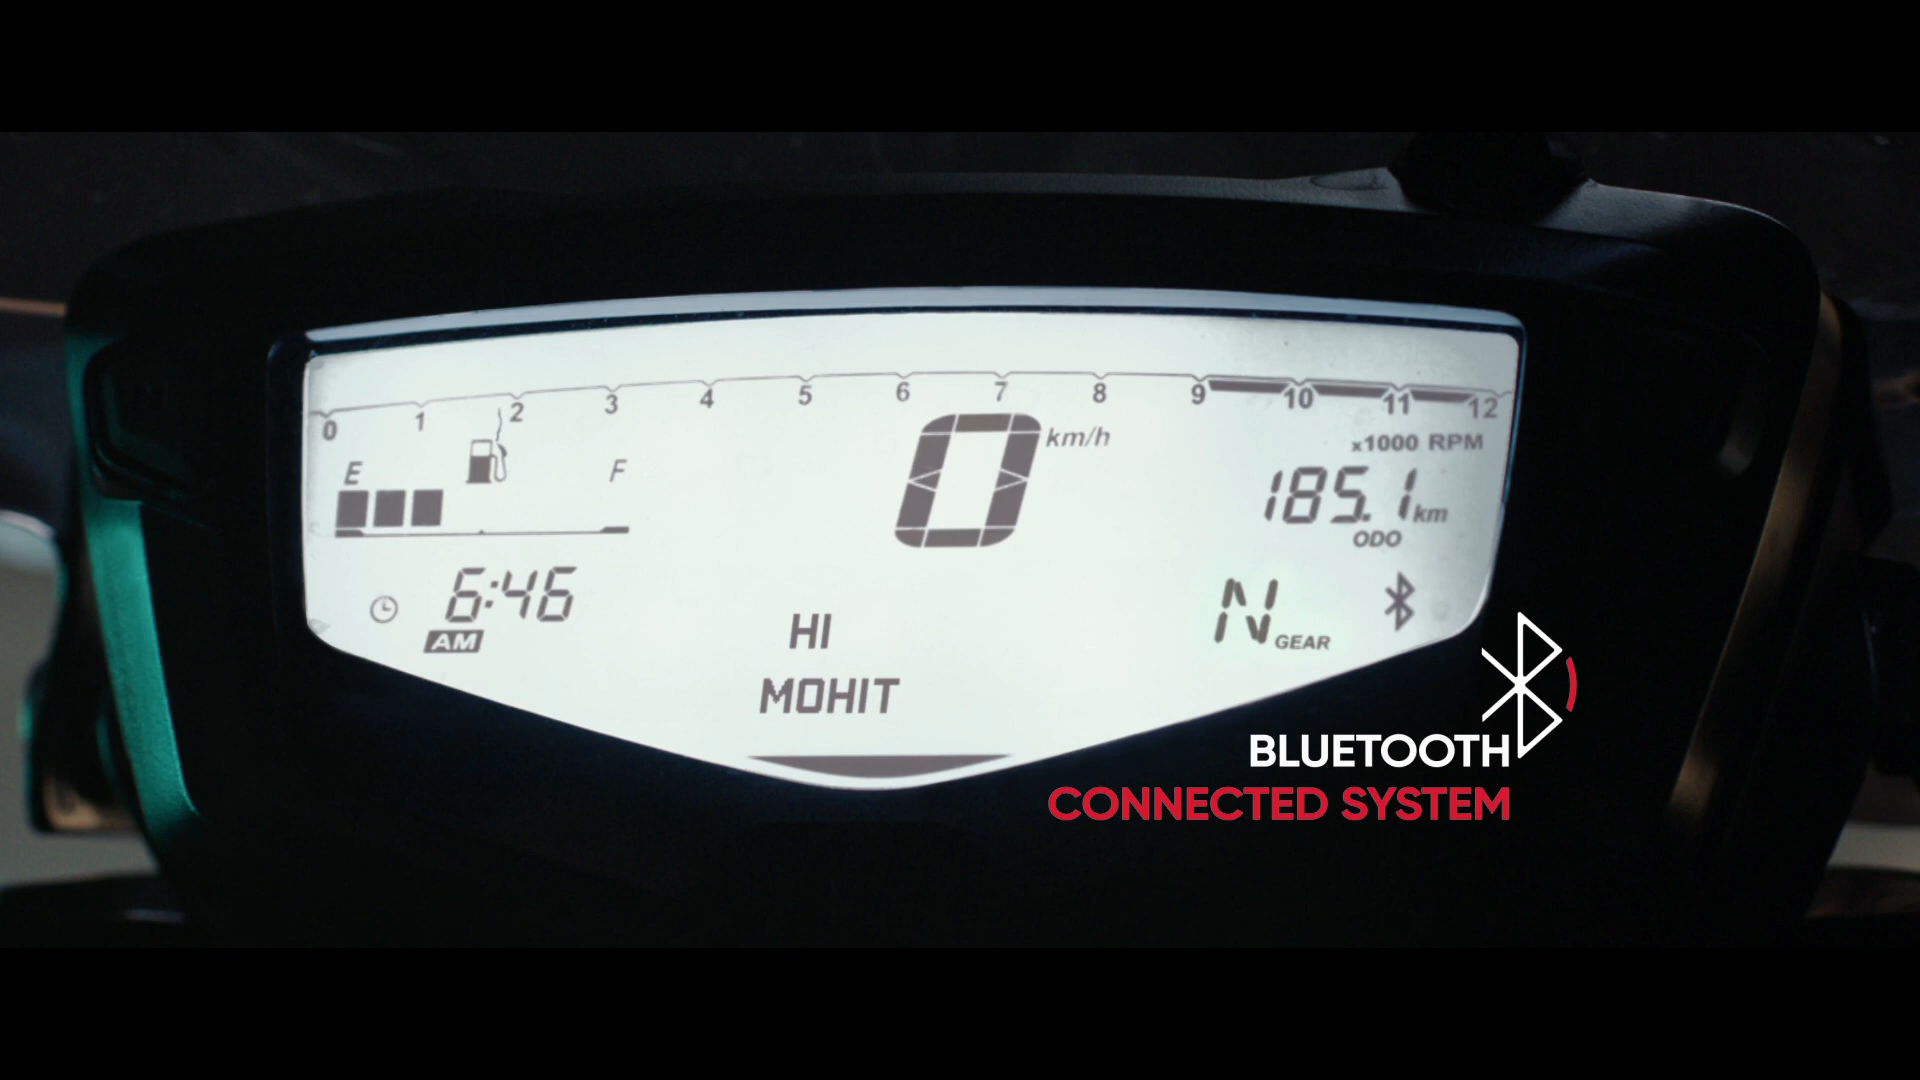 0 1 2 3 4 5 6 7 8 9 10 11 12
x1000 RPM
E F
0 km/h
185.1 km
ODO
6:46
AM
N GEAR
HI
MOHIT
BLUETOOTH
CONNECTED SYSTEM